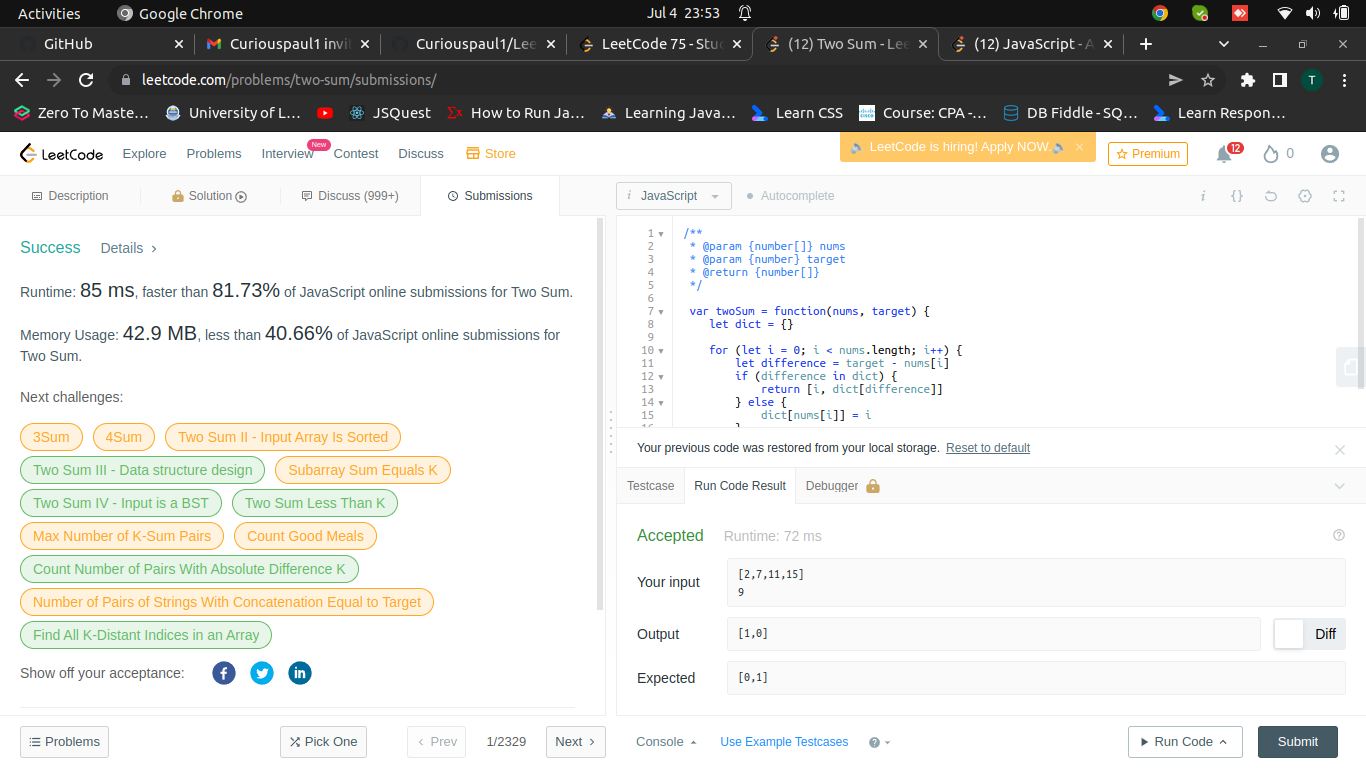 Activities
Google Chrome
Jul 4 23:53
GitHub
Curiouspaul1 invi
Curiouspaul1/Lee
LeetCode 75 - Stu
(12) Two Sum - Lee
(12) JavaScript - A
leetcode.com/problems/two-sum/submissions/
T
Zero To Maste...
University of L...
JSQuest
How to Run Ja...
Learning Java...
Learn CSS
Course: CPA -...
DB Fiddle - SQ...
Learn Respon...
LeetCode
Explore
Problems
Interview
New
Contest
Discuss
Store
LeetCode is hiring! Apply NOW.
Premium
12
0
Description
Solution
Discuss (999+)
Submissions
i JavaScript
Autocomplete
i {}
Success Details >
Runtime: 85 ms, faster than 81.73% of JavaScript online submissions for Two Sum.
Memory Usage: 42.9 MB, less than 40.66% of JavaScript online submissions for
Two Sum.
Next challenges:
3Sum 4Sum Two Sum II - Input Array Is Sorted
Two Sum III - Data structure design Subarray Sum Equals K
Two Sum IV - Input is a BST Two Sum Less Than K
Max Number of K-Sum Pairs Count Good Meals
Count Number of Pairs With Absolute Difference K
Number of Pairs of Strings With Concatenation Equal to Target
Find All K-Distant Indices in an Array
Show off your acceptance:
1 /**
2 * @param {number[]} nums
3 * @param {number} target
4 * @return {number[]}
5 */
6
7 var twoSum = function(nums, target) {
8 let dict = {}
9
10 for (let i = 0; i < nums.length; i++) {
11 let difference = target - nums[i]
12 if (difference in dict) {
13 return [i, dict[difference]]
14 } else {
15 dict[nums[i]] = i
Your previous code was restored from your local storage. Reset to default
Testcase Run Code Result Debugger
Accepted Runtime: 72 ms
Your input
[2,7,11,15]
9
Output
[1,0]
Diff
Expected
[0,1]
Problems
Pick One
< Prev
1/2329
Next >
Console
Use Example Testcases
Run Code
Submit